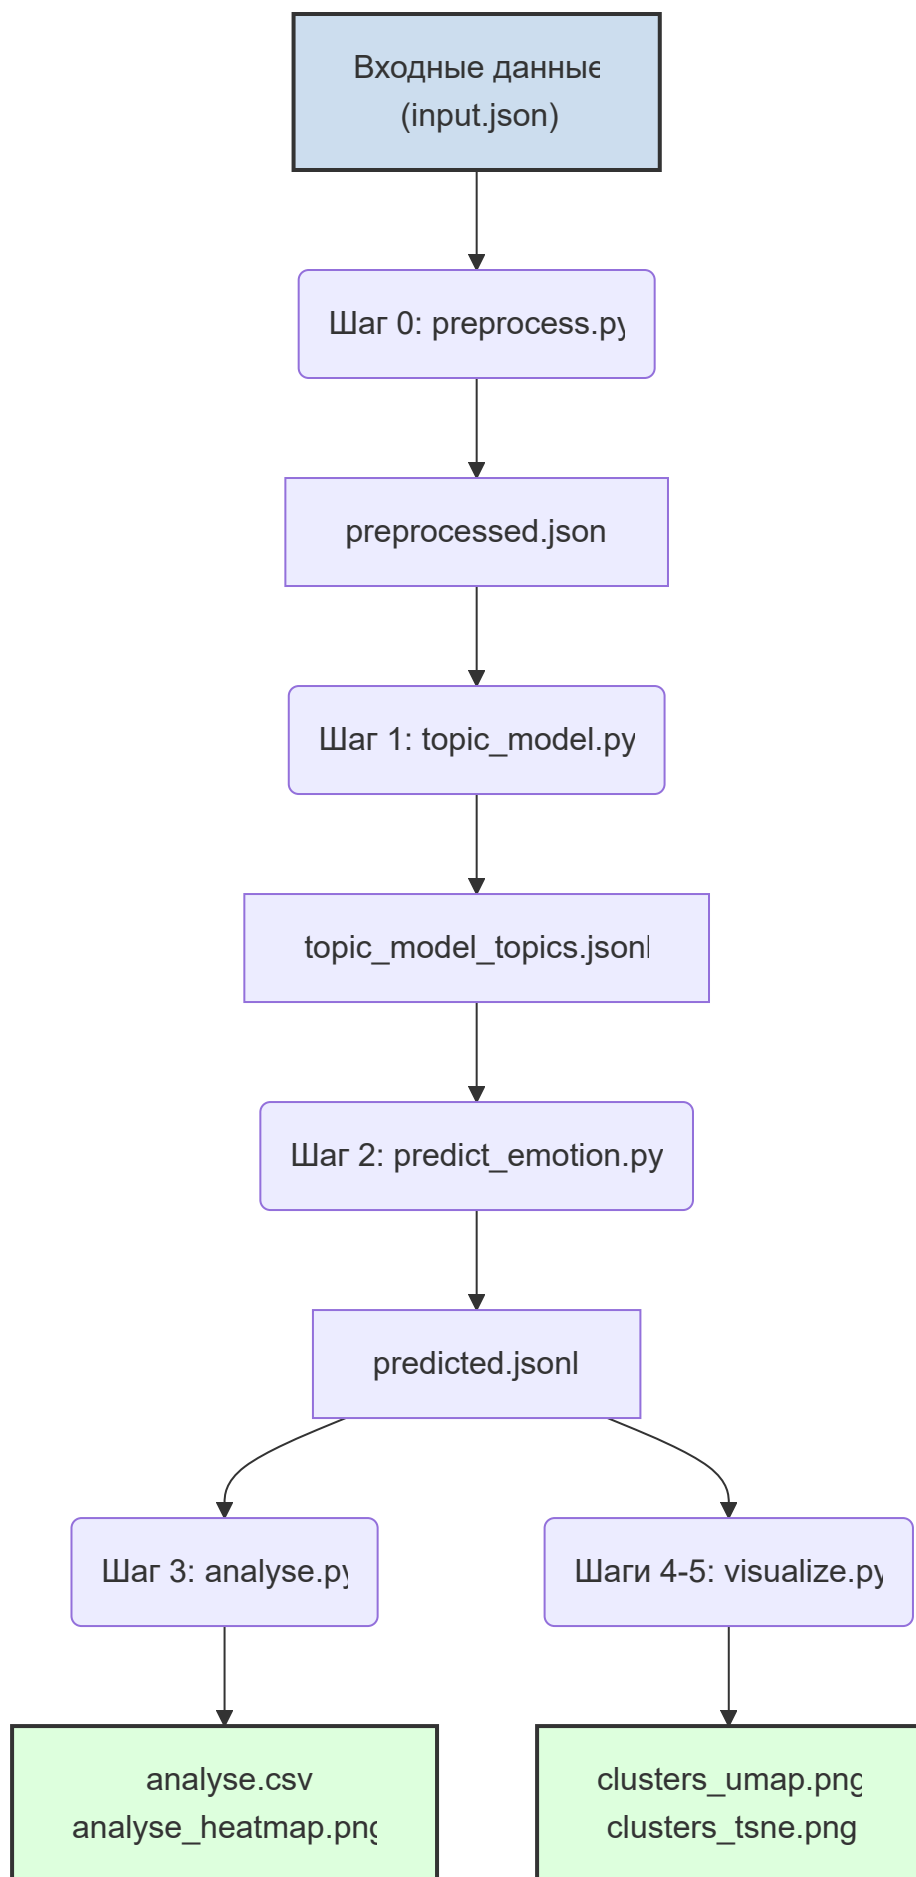 Входные данные
(input.json)
Шаг 0: preprocess.py
preprocessed.json
Шаг 1: topic_model.py
topic_model_topics.jsonl
Шаг 2: predict_emotion.py
predicted.jsonl
Шаг 3: analyse.py
Шаги 4-5: visualize.py
analyse.csv
analyse_heatmap.png
clusters_umap.png
clusters_tsne.png